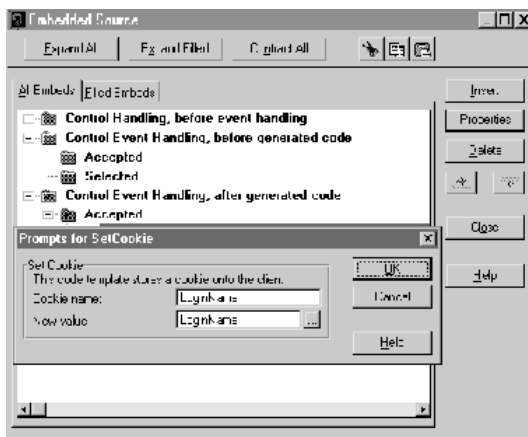 Embedded Source
Expand All Expand Filled Contract All
All Embeds Filled Embeds
Control Handling, before event handling
Control Event Handling, before generated code
Accepted
Selected
Control Event Handling, after generated code
Accepted
Insert
Properties
Delete
Close
Help
Prompts for SetCookie
Set Cookie
This code template stores a cookie onto the client.
Cookie name: LoginName
New value: LoginName ...
OK
Cancel
Help